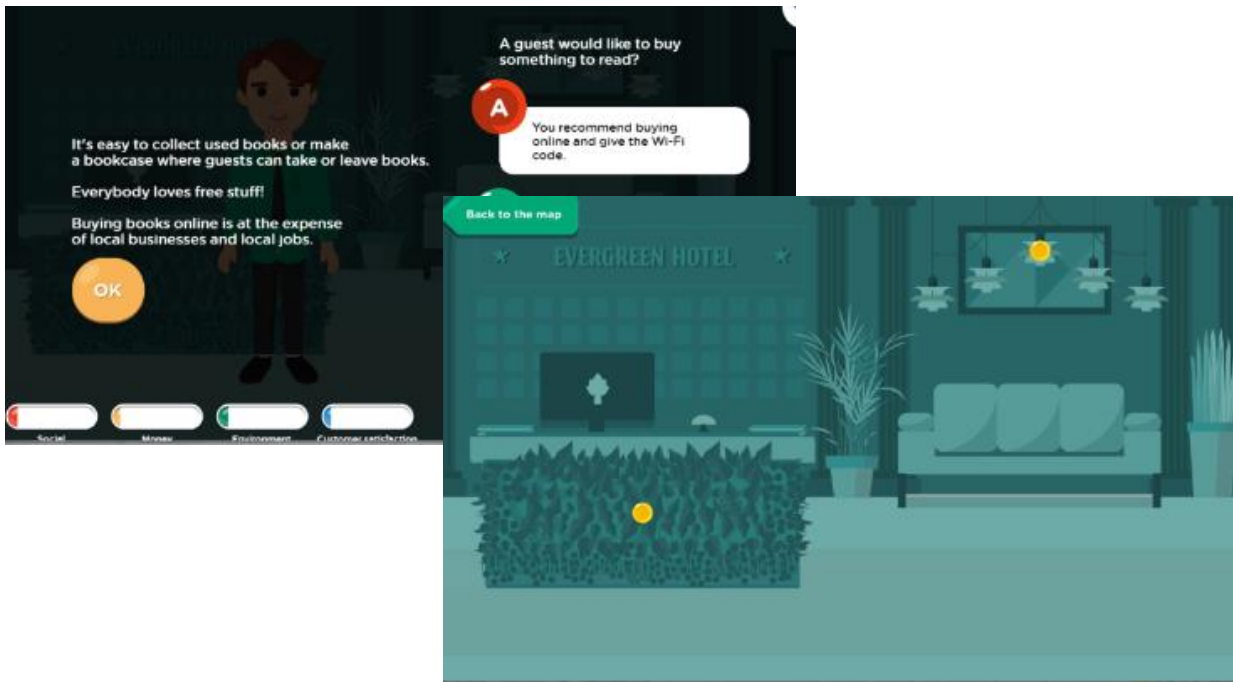 EVERGREEN HOTEL
A guest would like to buy
something to read?
A
You recommend buying
online and give the Wi-Fi
code.
It's easy to collect used books or make
a bookcase where guests can take or leave books.
Everybody loves free stuff!
Buying books online is at the expense
of local businesses and local jobs.
OK
Social
Money
Environment
Customer satisfaction
Back to the map
EVERGREEN HOTEL